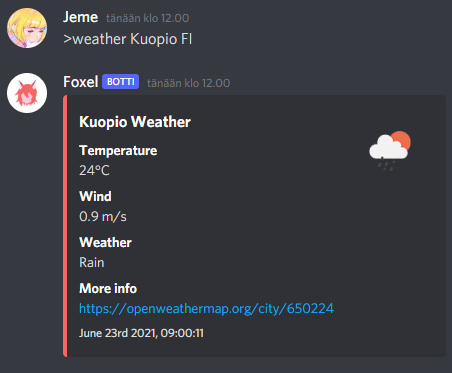 Jeme tänään klo 12.00
>weather Kuopio FI
Foxel BOTTI tänään klo 12.00
Kuopio Weather
Temperature
24°C
Wind
0.9 m/s
Weather
Rain
More info
https://openweathermap.org/city/650224
June 23rd 2021, 09:00:11